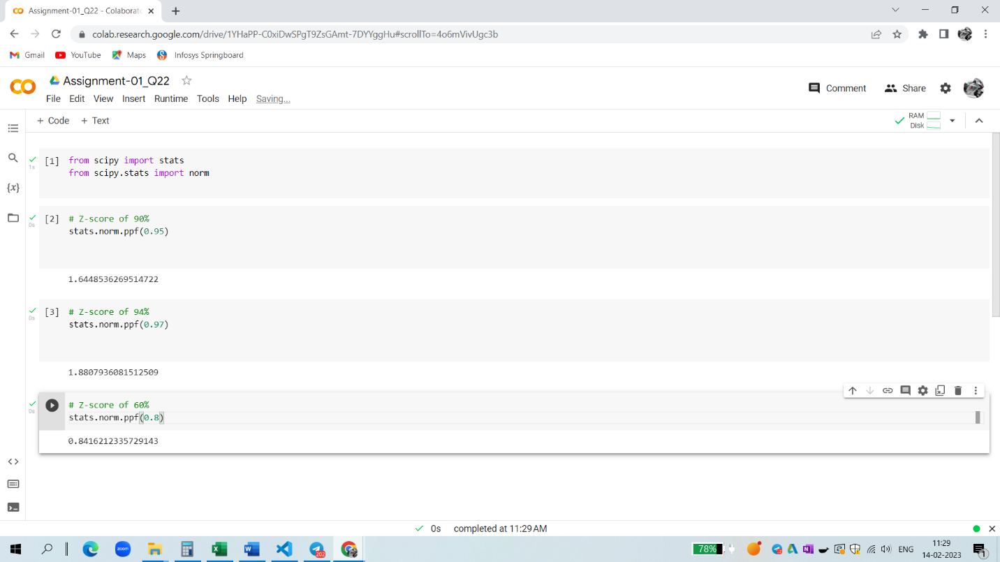 Assignment-01_Q22 - Colaborato
colab.research.google.com/drive/1YHaPP-C0xiDwSPgT9ZsGAmt-7DYYggHu#scrollTo=4o6mVivUgc3b
Gmail YouTube Maps Infosys Springboard
Assignment-01_Q22
File Edit View Insert Runtime Tools Help Saving...
Comment Share
+ Code + Text
RAM
Disk
[1] from scipy import stats
1s
from scipy.stats import norm
{x}
[2] # Z-score of 90%
0s
stats.norm.ppf(0.95)
1.6448536269514722
[3] # Z-score of 94%
0s
stats.norm.ppf(0.97)
1.8807936081512509
# Z-score of 60%
0s
stats.norm.ppf(0.8)
0.8416212335729143
0s completed at 11:29 AM
zoom
202
78%
ENG
11:29
14-02-2023
1